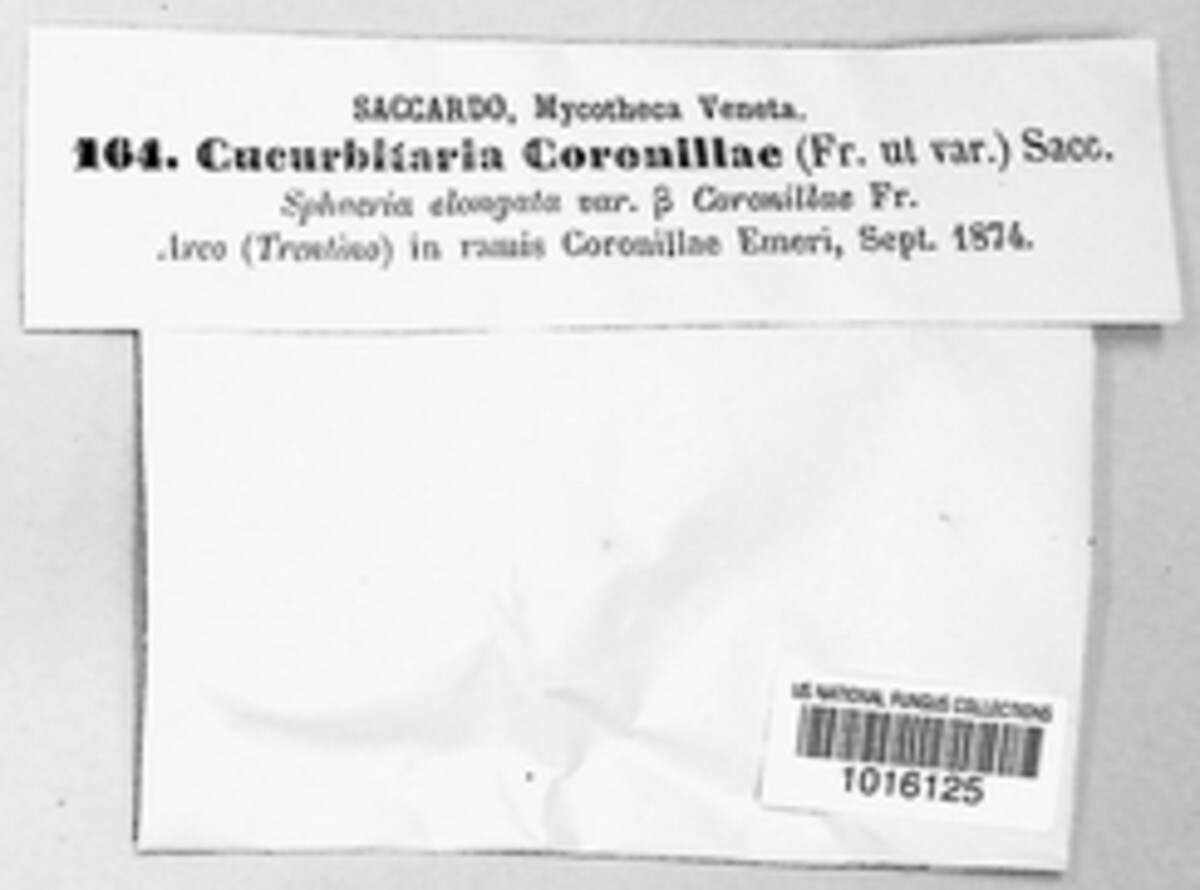 SACCARDO, Mycotheca Veneta.
164. Cucurbitaria Coronillae (Fr. ut var.) Sacc.
Sphaeria elongata var. β Coronillae Fr.
Arco (Trentino) in ramis Coronillae Emeri, Sept. 1874.
US NATIONAL FUNGUS COLLECTIONS
1016125